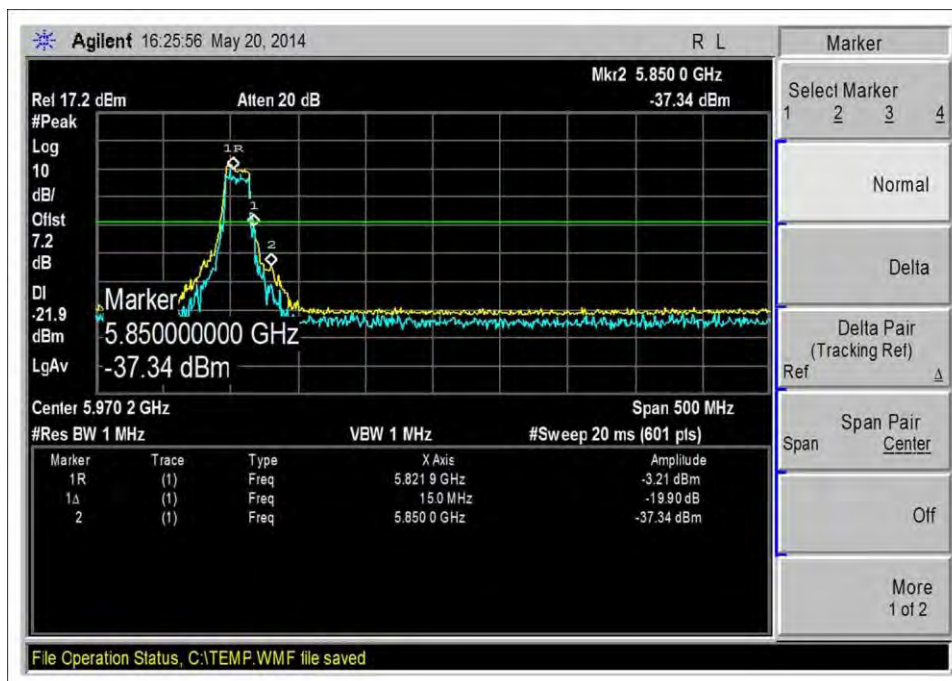 Agilent 16:25:56 May 20, 2014 R L
Marker
Mkr2 5.850 0 GHz
Ref 17.2 dBm Atten 20 dB -37.34 dBm
#Peak
Log
10
dB/
Offst
7.2
dB
DI
-21.9
dBm
LgAv
1R
1
2
Marker
5.850000000 GHz
-37.34 dBm
Center 5.970 2 GHz Span 500 MHz
#Res BW 1 MHz VBW 1 MHz #Sweep 20 ms (601 pts)
Marker Trace Type X Axis Amplitude
1R (1) Freq 5.821 9 GHz -3.21 dBm
1Δ (1) Freq 15.0 MHz -19.90 dB
2 (1) Freq 5.850 0 GHz -37.34 dBm
Select Marker
1 2 3 4
Normal
Delta
Delta Pair
(Tracking Ref)
Ref Δ
Span Pair
Span Center
Off
More
1 of 2
File Operation Status, C:\TEMP.WMF file saved